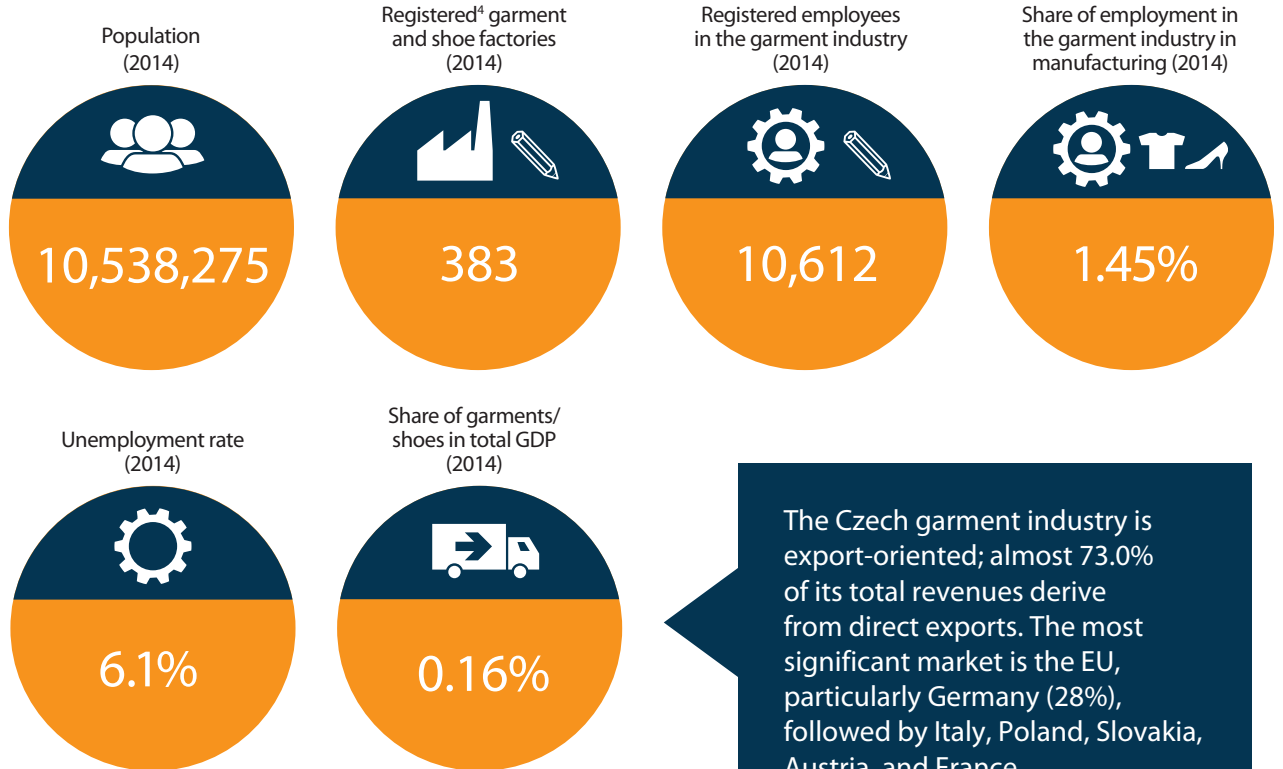 Population
(2014)
10,538,275
Registered⁴ garment
and shoe factories
(2014)
383
Registered employees
in the garment industry
(2014)
10,612
Share of employment in
the garment industry in
manufacturing (2014)
1.45%
Unemployment rate
(2014)
6.1%
Share of garments/
shoes in total GDP
(2014)
0.16%
The Czech garment industry is
export-oriented; almost 73.0%
of its total revenues derive
from direct exports. The most
significant market is the EU,
particularly Germany (28%),
followed by Italy, Poland, Slovakia,
Austria, and France